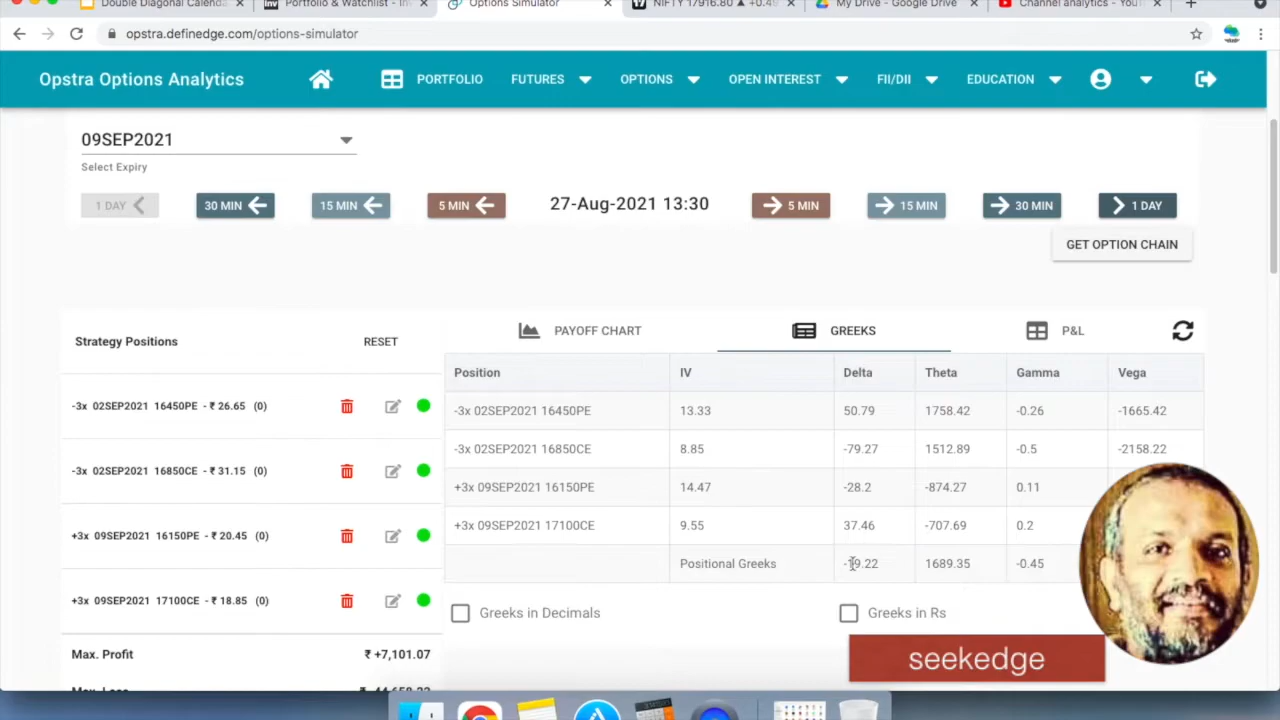 Double Diagonal Calenda
Portfolio & Watchlist - In
Options Simulator
NIFTY 17916.80 ▲ +0.49
My Drive - Google Drive
Channel analytics - You
opstra.definedge.com/options-simulator
Opstra Options Analytics
PORTFOLIO
FUTURES
OPTIONS
OPEN INTEREST
FII/DII
EDUCATION
09SEP2021
Select Expiry
1 DAY
30 MIN
15 MIN
5 MIN
27-Aug-2021 13:30
5 MIN
15 MIN
30 MIN
1 DAY
GET OPTION CHAIN
Strategy Positions
RESET
PAYOFF CHART
GREEKS
P&L
Position IV Delta Theta Gamma Vega
-3x 02SEP2021 16450PE - ₹ 26.65 (0)
-3x 02SEP2021 16450PE 13.33 50.79 1758.42 -0.26 -1665.42
-3x 02SEP2021 16850CE - ₹ 31.15 (0)
-3x 02SEP2021 16850CE 8.85 -79.27 1512.89 -0.5 -2158.22
+3x 09SEP2021 16150PE - ₹ 20.45 (0)
+3x 09SEP2021 16150PE 14.47 -28.2 -874.27 0.11
+3x 09SEP2021 17100CE - ₹ 18.85 (0)
+3x 09SEP2021 17100CE 9.55 37.46 -707.69 0.2
Positional Greeks -19.22 1689.35 -0.45
Greeks in Decimals
Greeks in Rs
Max. Profit ₹ +7,101.07
seekedge